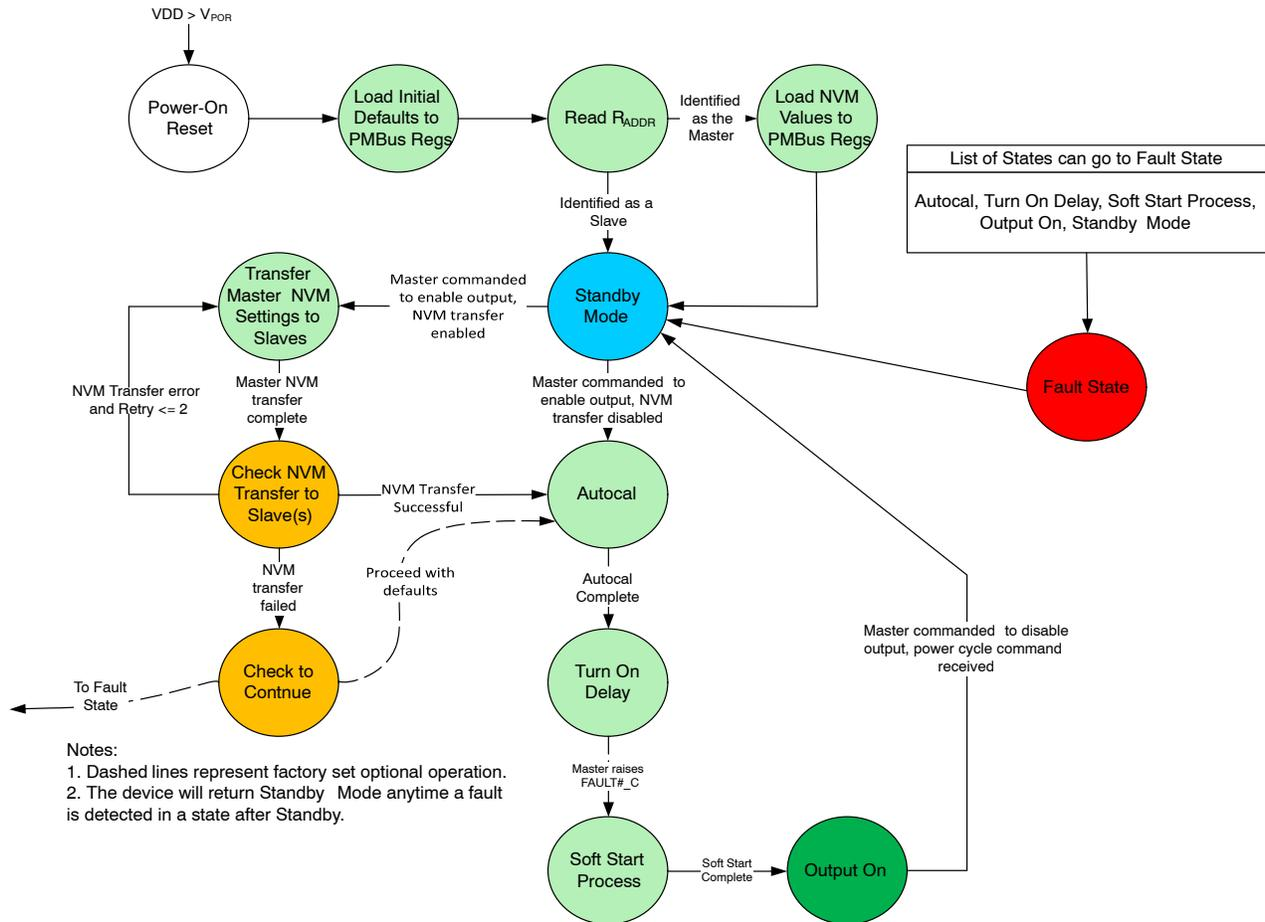 VDD > VPOR
Power-On
Reset
Load Initial
Defaults to
PMBus Regs
Read RADDR
Identified
as the
Master
Load NVM
Values to
PMBus Regs
List of States can go to Fault State
Autocal, Turn On Delay, Soft Start Process,
Output On, Standby Mode
Identified as a
Slave
Transfer
Master NVM
Settings to
Slaves
Master commanded
to enable output,
NVM transfer
enabled
Standby
Mode
Fault State
NVM Transfer error
and Retry <= 2
Master NVM
transfer
complete
Master commanded to
enable output, NVM
transfer disabled
Check NVM
Transfer to
Slave(s)
NVM Transfer
Successful
Autocal
NVM
transfer
failed
Proceed with
defaults
Autocal
Complete
Master commanded to disable
output, power cycle command
received
Check to
Contnue
To Fault
State
Turn On
Delay
Notes:
1. Dashed lines represent factory set optional operation.
2. The device will return Standby Mode anytime a fault
is detected in a state after Standby.
Master raises
FAULT#_C
Soft Start
Process
Soft Start
Complete
Output On